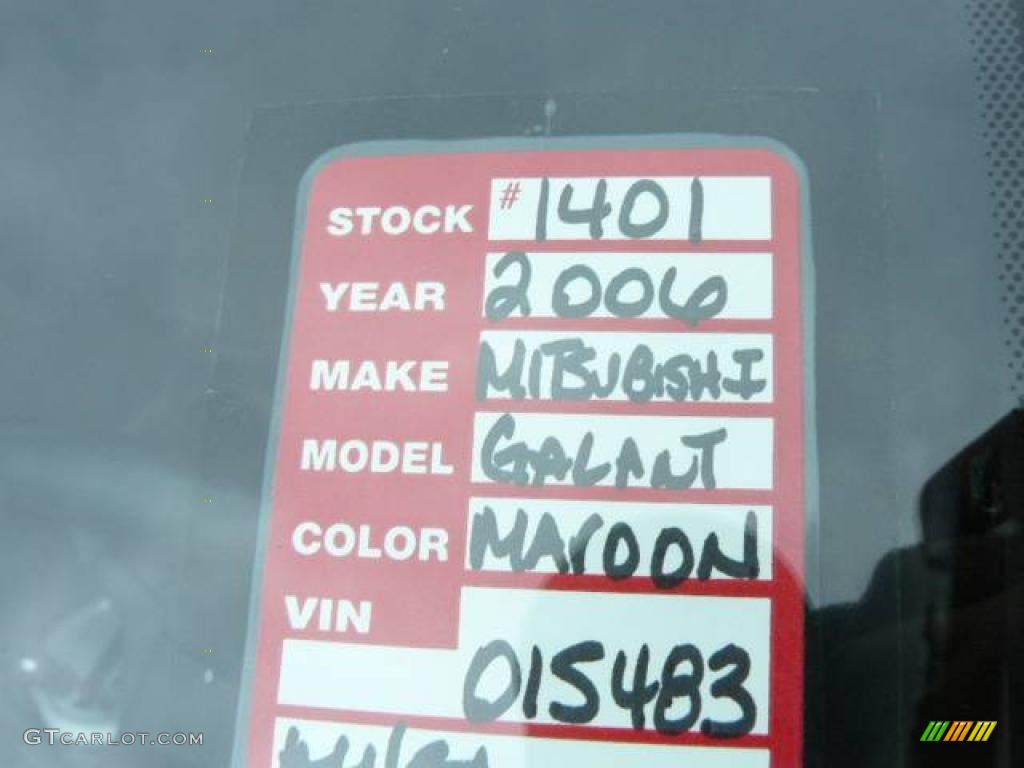 STOCK # 1401
YEAR 2006
MAKE MITSUBISHI
MODEL GALANT
COLOR MAROON
VIN
015483
GTCARLOT.COM